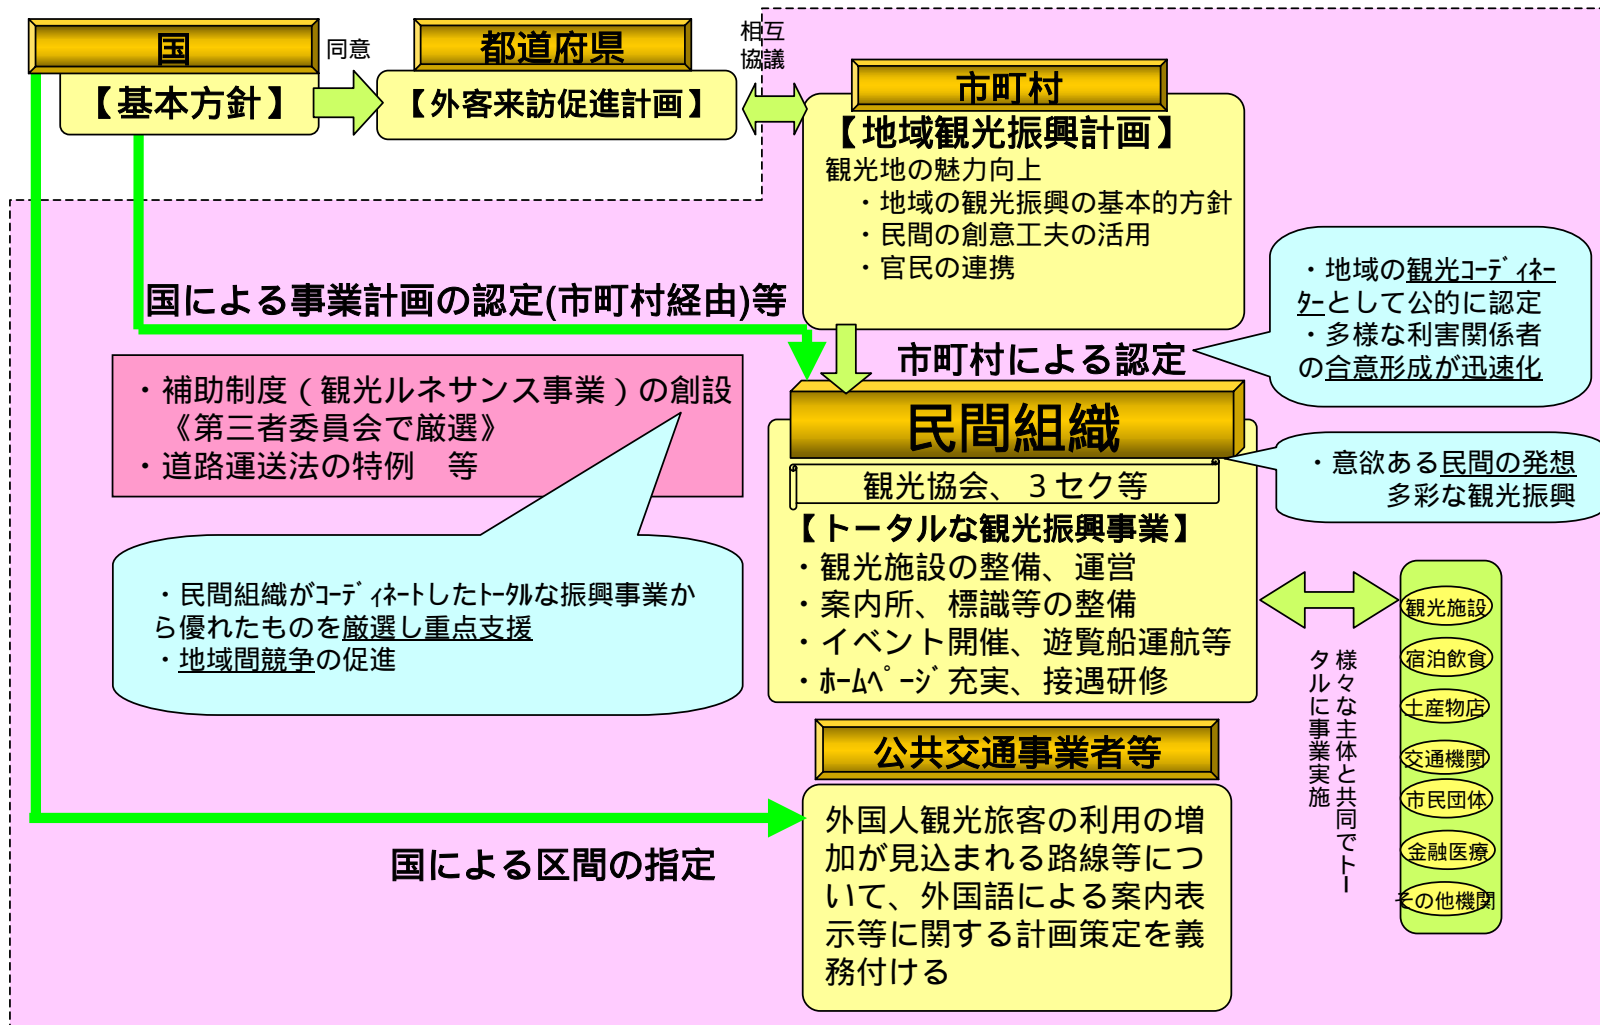 国
同意
都道府県
相互
協議
【基本方針】
【外客来訪促進計画】
市町村
【地域観光振興計画】
観光地の魅力向上
・地域の観光振興の基本的方針
・民間の創意工夫の活用
・官民の連携
国による事業計画の認定(市町村経由)等
・地域の観光ｺｰﾃﾞｨﾈｰ
ﾀｰとして公的に認定
・多様な利害関係者
の合意形成が迅速化
市町村による認定
・補助制度（観光ルネサンス事業）の創設
《第三者委員会で厳選》
・道路運送法の特例　等
民間組織
観光協会、３セク等
・意欲ある民間の発想
多彩な観光振興
【トータルな観光振興事業】
・観光施設の整備、運営
・案内所、標識等の整備
・イベント開催、遊覧船運航等
・ﾎｰﾑﾍﾟｰｼﾞ充実、接遇研修
・民間組織がｺｰﾃﾞｨﾈｰﾄしたﾄｰﾀﾙな振興事業か
ら優れたものを厳選し重点支援
・地域間競争の促進
様々な主体と共同でトー
タルに事業実施
観光施設
宿泊飲食
土産物店
交通機関
市民団体
金融医療
その他機関
公共交通事業者等
外国人観光旅客の利用の増
加が見込まれる路線等につ
いて、外国語による案内表
示等に関する計画策定を義
務付ける
国による区間の指定